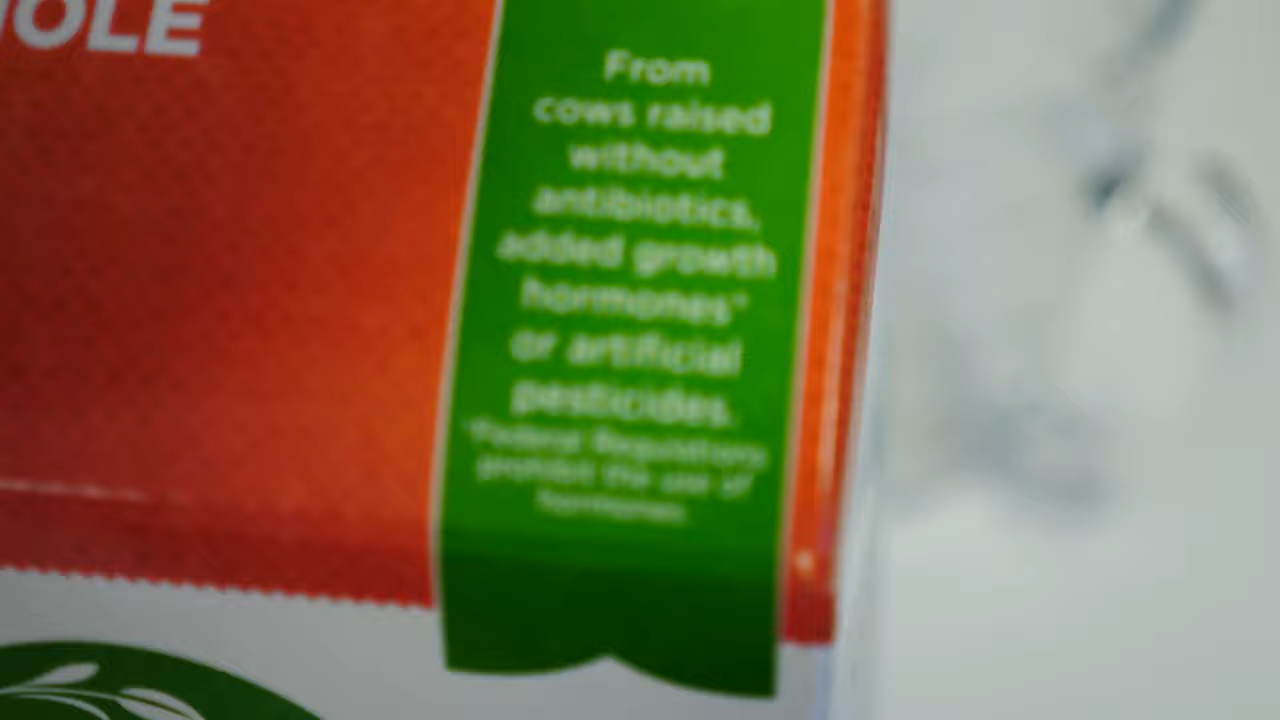 OLE
From
cows raised
without
antibiotics,
added growth
hormones*
or artificial
pesticides.
*Federal Regulations
prohibit the use of
hormones.